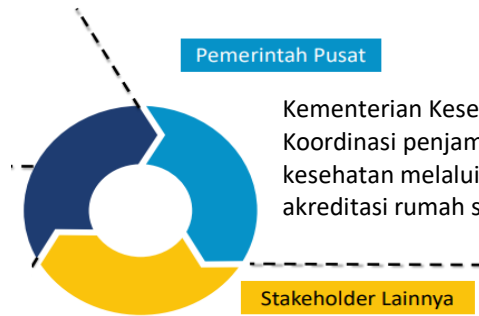 Pemerintah Pusat
Kementerian Kese
Koordinasi penjam
kesehatan melalui
akreditasi rumah s
Stakeholder Lainnya